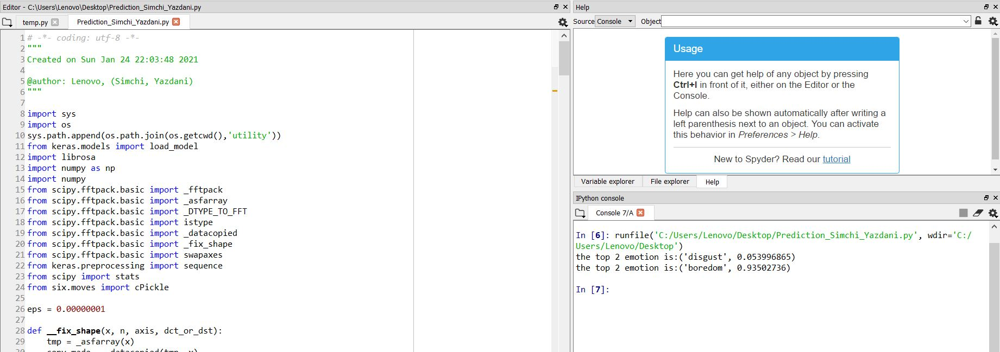 Editor - C:\Users\Lenovo\Desktop\Prediction_Simchi_Yazdani.py
temp.py
Prediction_Simchi_Yazdani.py
1 # -*- coding: utf-8 -*-
2 """
3 Created on Sun Jan 24 22:03:48 2021
4
5 @author: Lenovo, (Simchi, Yazdani)
6 """
7
8 import sys
9 import os
10 sys.path.append(os.path.join(os.getcwd(),'utility'))
11 from keras.models import load_model
12 import librosa
13 import numpy as np
14 import numpy
15 from scipy.fftpack.basic import _fftpack
16 from scipy.fftpack.basic import _asfarray
17 from scipy.fftpack.basic import _DTYPE_TO_FFT
18 from scipy.fftpack.basic import istype
19 from scipy.fftpack.basic import _datacopied
20 from scipy.fftpack.basic import _fix_shape
21 from scipy.fftpack.basic import swapaxes
22 from keras.preprocessing import sequence
23 from scipy import stats
24 from six.moves import cPickle
25
26 eps = 0.00000001
27
28 def __fix_shape(x, n, axis, dct_or_dst):
29 tmp = _asfarray(x)
Help
Source Console Object
Usage
Here you can get help of any object by pressing
Ctrl+I in front of it, either on the Editor or the
Console.
Help can also be shown automatically after writing a
left parenthesis next to an object. You can activate
this behavior in Preferences > Help.
New to Spyder? Read our tutorial
Variable explorer File explorer Help
IPython console
Console 7/A
In [6]: runfile('C:/Users/Lenovo/Desktop/Prediction_Simchi_Yazdani.py', wdir='C:/
Users/Lenovo/Desktop')
the top 2 emotion is:('disgust', 0.053996865)
the top 2 emotion is:('boredom', 0.93502736)
In [7]: